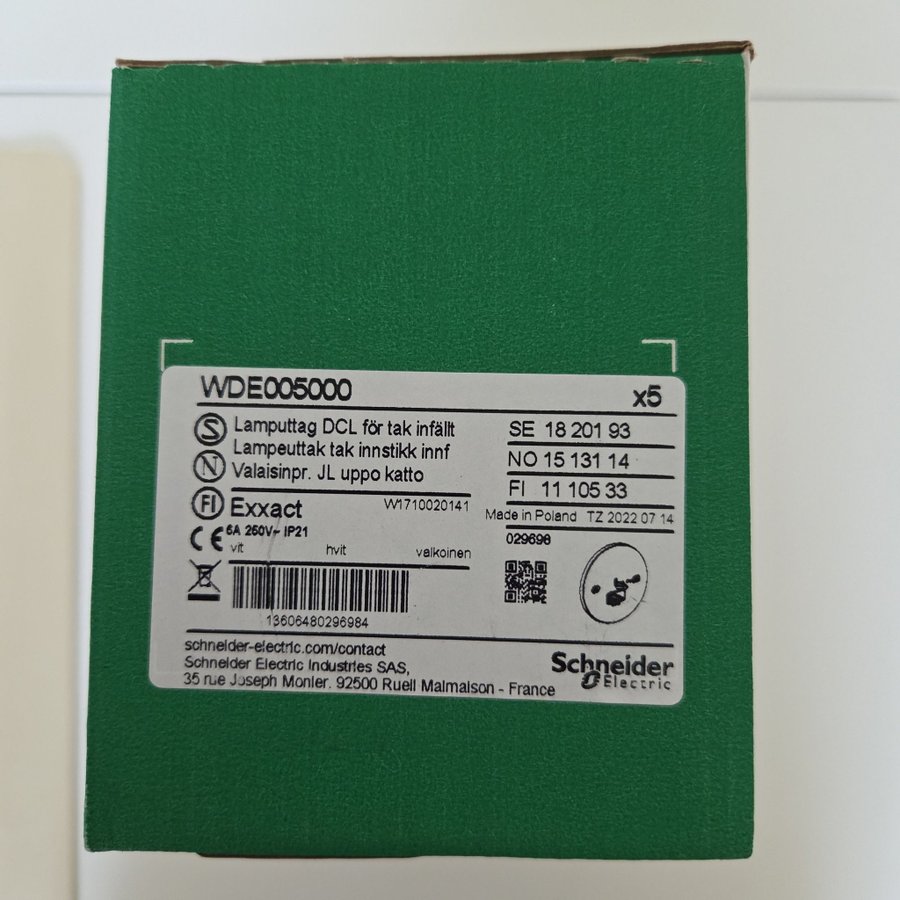 WDE005000 x5
S Lamputtag DCL för tak infällt
N Lampeuttak tak innstikk innf
FI Valaisinpr. JL uppo katto
SE 18 201 93
NO 15 131 14
FI 11 105 33
Exxact W1710020141
6A 250V~ IP21
vit hvit valkoinen
Made in Poland TZ 2022 07 14
029698
13606480296984
schneider-electric.com/contact
Schneider Electric Industries SAS,
35 rue Joseph Monier. 92500 Rueil Malmaison - France
Schneider
Electric